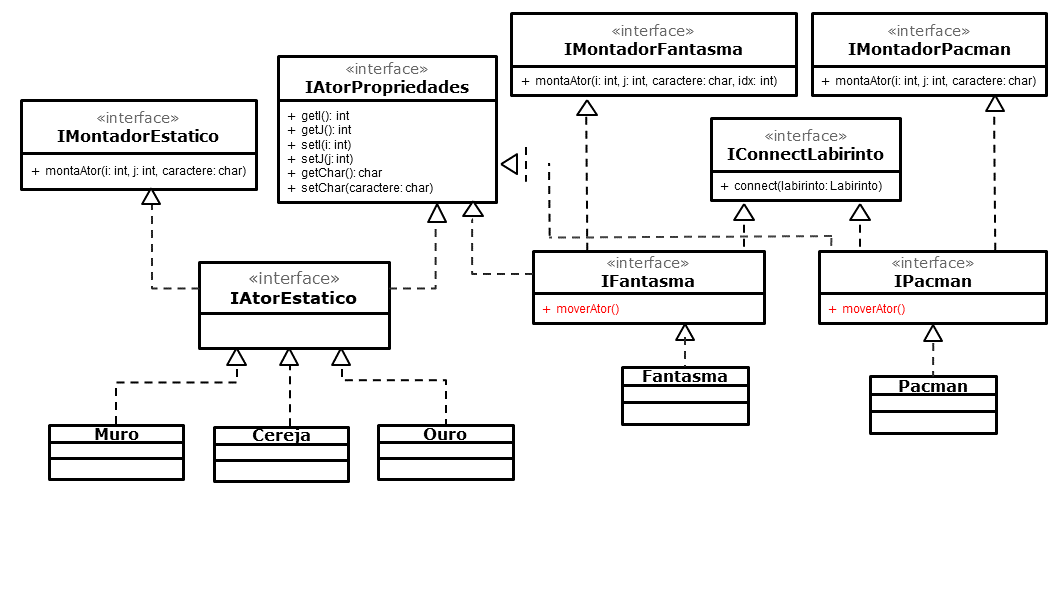 «interface»
IMontadorEstatico
+ montaAtor(i: int, j: int, caractere: char)
«interface»
IAtorPropriedades
+ getI(): int
+ getJ(): int
+ setI(i: int)
+ setJ(j: int)
+ getChar(): char
+ setChar(caractere: char)
«interface»
IMontadorFantasma
+ montaAtor(i: int, j: int, caractere: char, idx: int)
«interface»
IMontadorPacman
+ montaAtor(i: int, j: int, caractere: char)
«interface»
IConnectLabirinto
+ connect(labirinto: Labirinto)
«interface»
IAtorEstatico
«interface»
IFantasma
+ moverAtor()
«interface»
IPacman
+ moverAtor()
Muro
Cereja
Ouro
Fantasma
Pacman